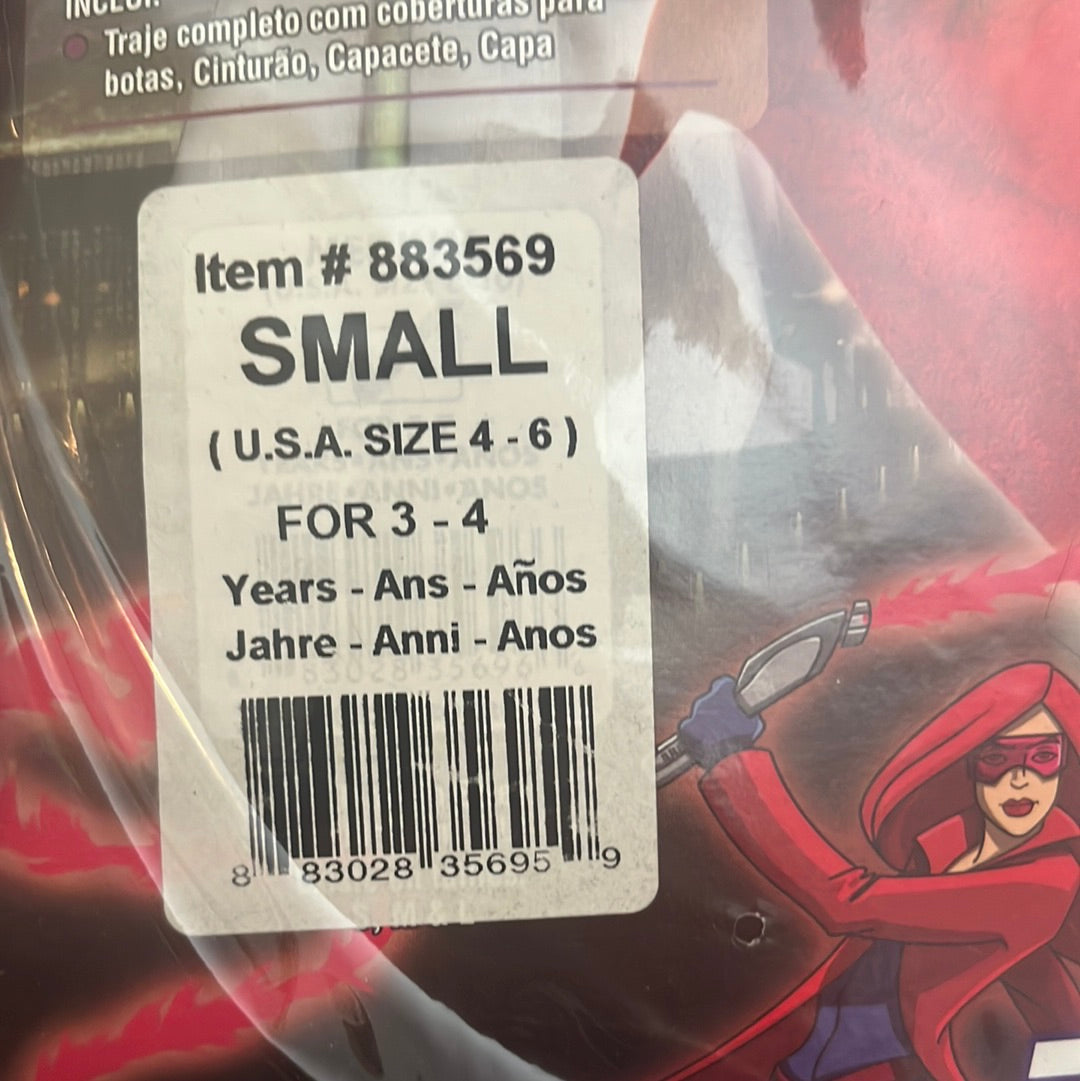 INCLUI:
Traje completo com coberturas para
botas, Cinturão, Capacete, Capa
Item # 883569
SMALL
( U.S.A. SIZE 4 - 6 )
FOR 3 - 4
Years - Ans - Años
Jahre - Anni - Anos
8 83028 35695 9